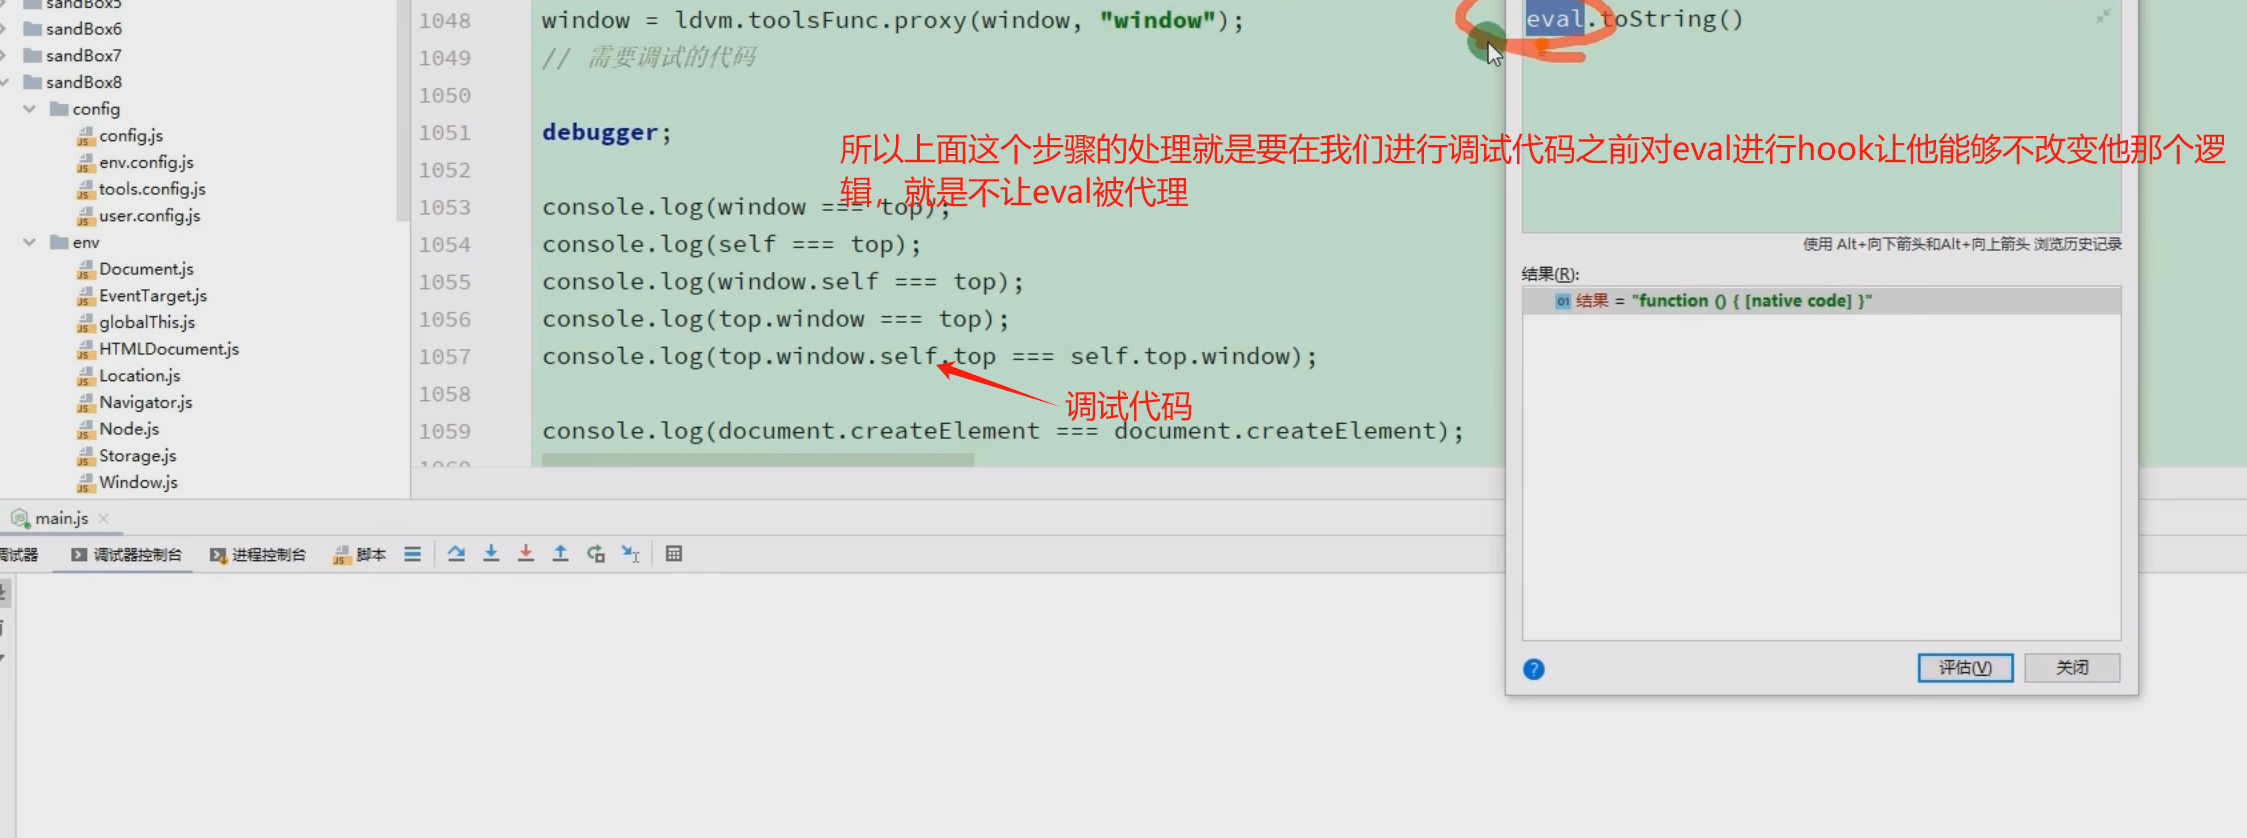 sandBox5
sandBox6
sandBox7
sandBox8
config
config.js
env.config.js
tools.config.js
user.config.js
env
Document.js
EventTarget.js
globalThis.js
HTMLDocument.js
Location.js
Navigator.js
Node.js
Storage.js
Window.js
1048 window = ldvm.toolsFunc.proxy(window, "window");
1049 // 需要调试的代码
1050
1051 debugger;
1052
1053 console.log(window === top);
1054 console.log(self === top);
1055 console.log(window.self === top);
1056 console.log(top.window === top);
1057 console.log(top.window.self.top === self.top.window);
1058
1059 console.log(document.createElement === document.createElement);
1060
所以上面这个步骤的处理就是要在我们进行调试代码之前对eval进行hook让他能够不改变他那个逻
辑，就是不让eval被代理
调试代码
eval.toString()
使用 Alt+向下箭头和Alt+向上箭头 浏览历史记录
结果(R):
01 结果 = "function () { [native code] }"
? 评估(V) 关闭
main.js
调试器 调试器控制台 进程控制台 脚本